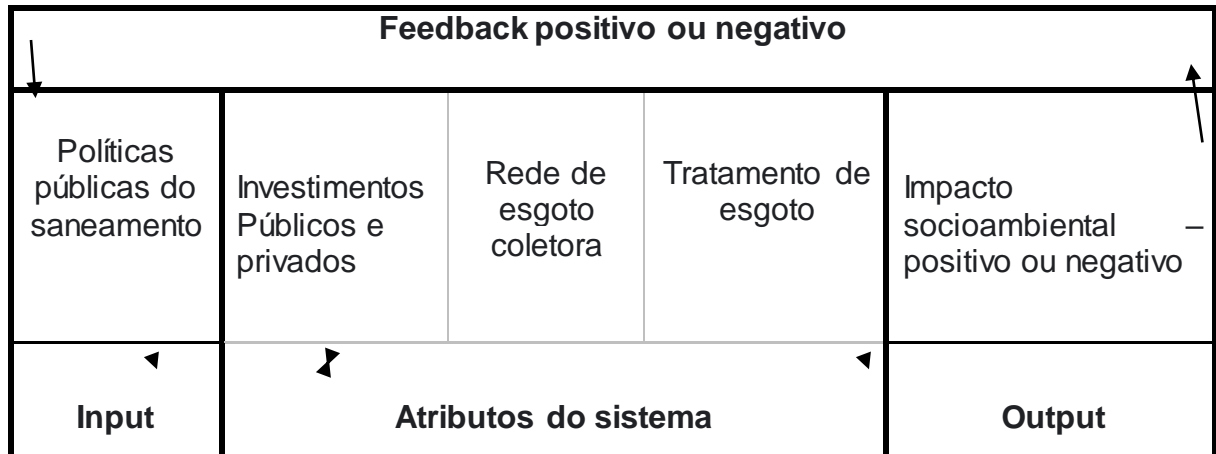 Feedback positivo ou negativo
Políticas
públicas do
saneamento
Investimentos
Públicos e
privados
Rede de
esgoto
coletora
Tratamento de
esgoto
Impacto
socioambiental –
positivo ou negativo
Input
Atributos do sistema
Output